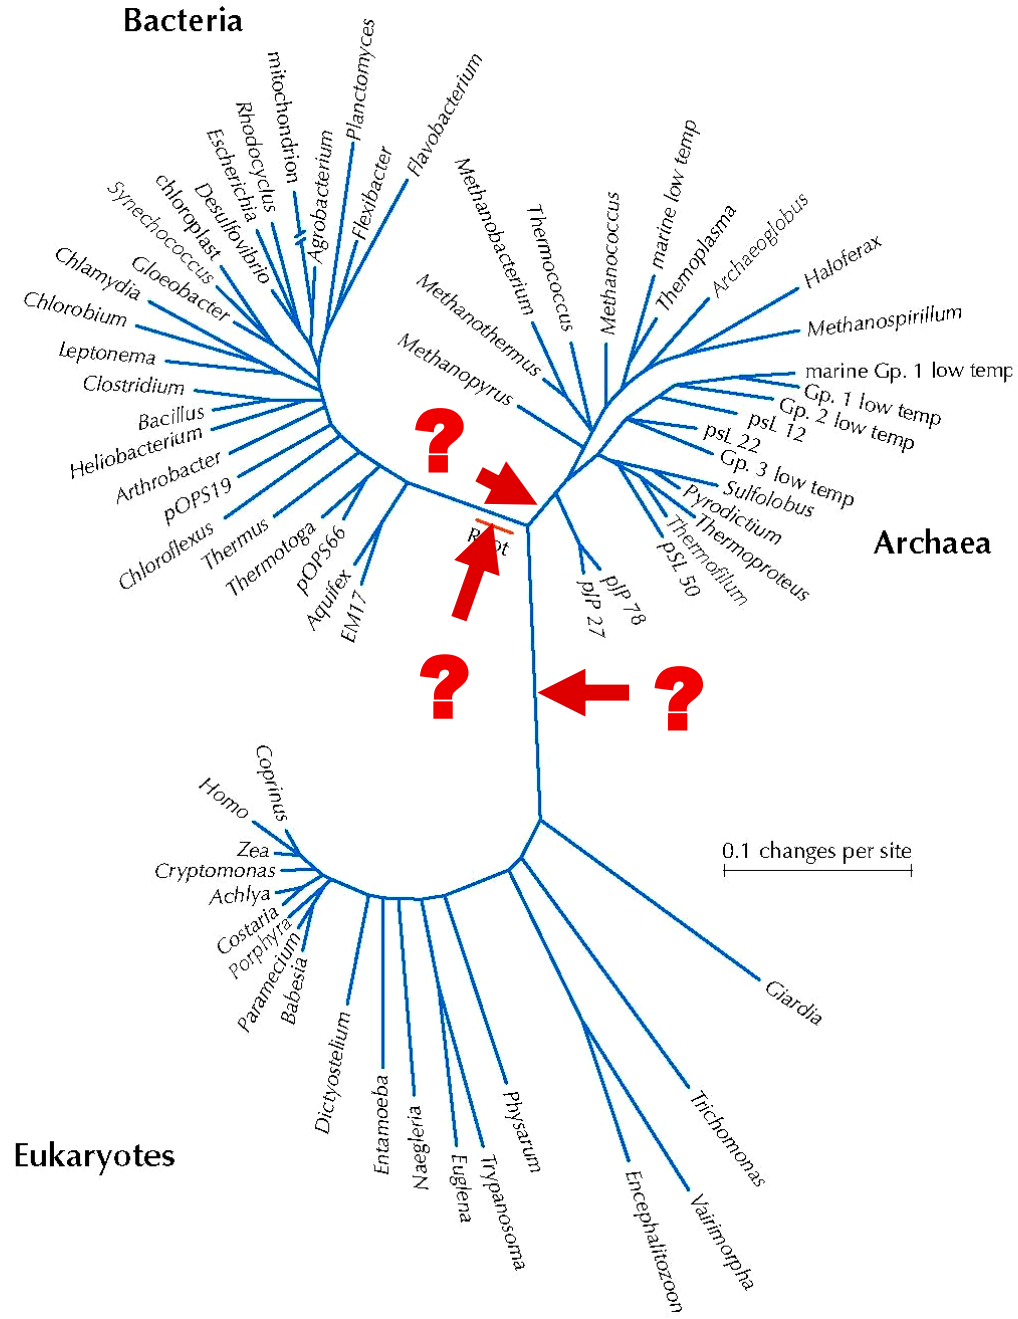 Bacteria
Planctomyces
Flavobacterium
mitochondrion
Rhodocyclus
Escherichia
Agrobacterium
Flexibacter
Desulfovibrio
chloroplast
Synechococcus
Gloeobacter
Chlamydia
Chlorobium
Leptonema
Clostridium
Bacillus
Heliobacterium
Arthrobacter
pOPS19
Chloroflexus
Thermus
Thermotoga
pOPS66
Aquifex
EM17
Methanobacterium
Thermococcus
Methanococcus
marine low temp
Thermoplasma
Archaeoglobus
Haloferax
Methanothermus
Methanopyrus
Methanospirillum
marine Gp. 1 low temp
Gp. 1 low temp
Gp. 2 low temp
psL 12
psL 22
Gp. 3 low temp
Sulfolobus
Pyrodictium
Thermoproteus
Thermofilum
pSL 50
pJP 78
pJP 27
Archaea
?
?
?
Coprinus
Homo
Zea
Cryptomonas
Achlya
Costaria
Porphyra
Paramecium
Babesia
Dictyostelium
Entamoeba
Naegleria
Euglena
Trypanosoma
Physarum
Encephalitozoon
Vairimorpha
Trichomonas
Giardia
0.1 changes per site
Eukaryotes